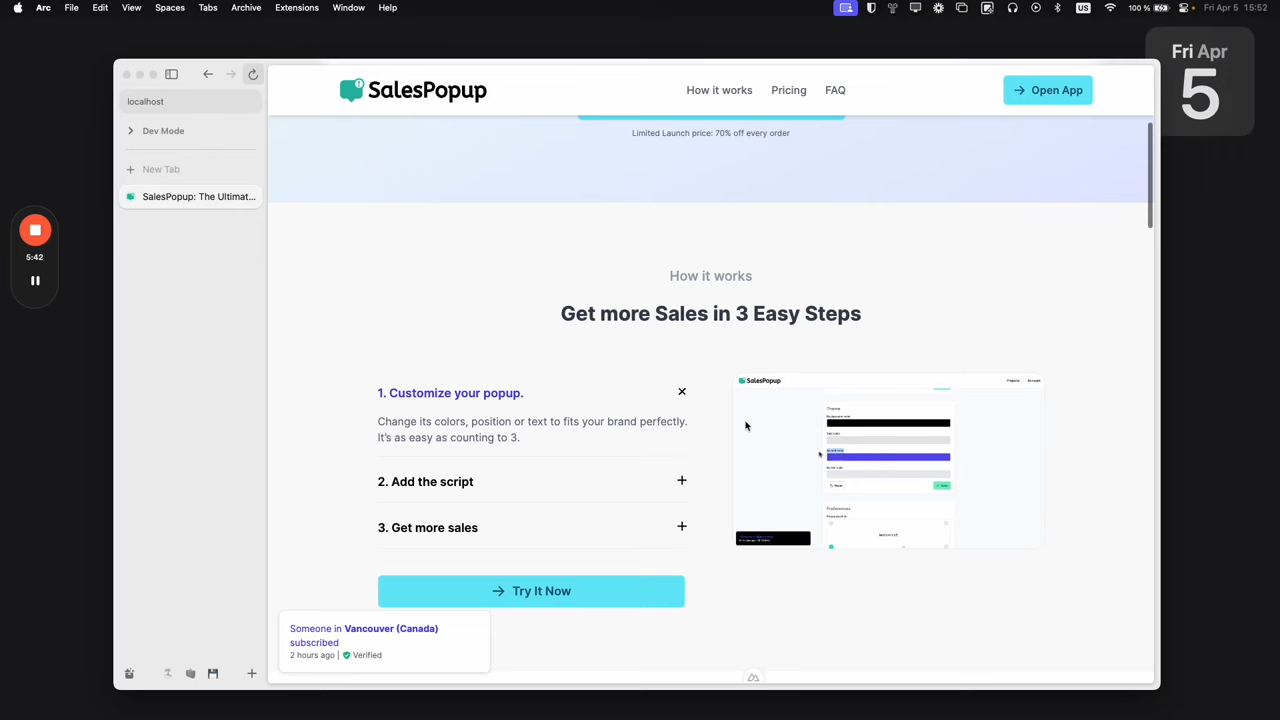 Arc File Edit View Spaces Tabs Archive Extensions Window Help
US 100 % Fri Apr 5 15:52
Fri Apr
5
localhost
Dev Mode
New Tab
SalesPopup: The Ultimat...
5:42
SalesPopup
How it works Pricing FAQ
Open App
Limited Launch price: 70% off every order
How it works
Get more Sales in 3 Easy Steps
1. Customize your popup.
Change its colors, position or text to fits your brand perfectly.
It's as easy as counting to 3.
2. Add the script
3. Get more sales
Try It Now
SalesPopup
Projects Account
Theme
Preferences
Someone in Vancouver (Canada)
subscribed
2 hours ago | Verified